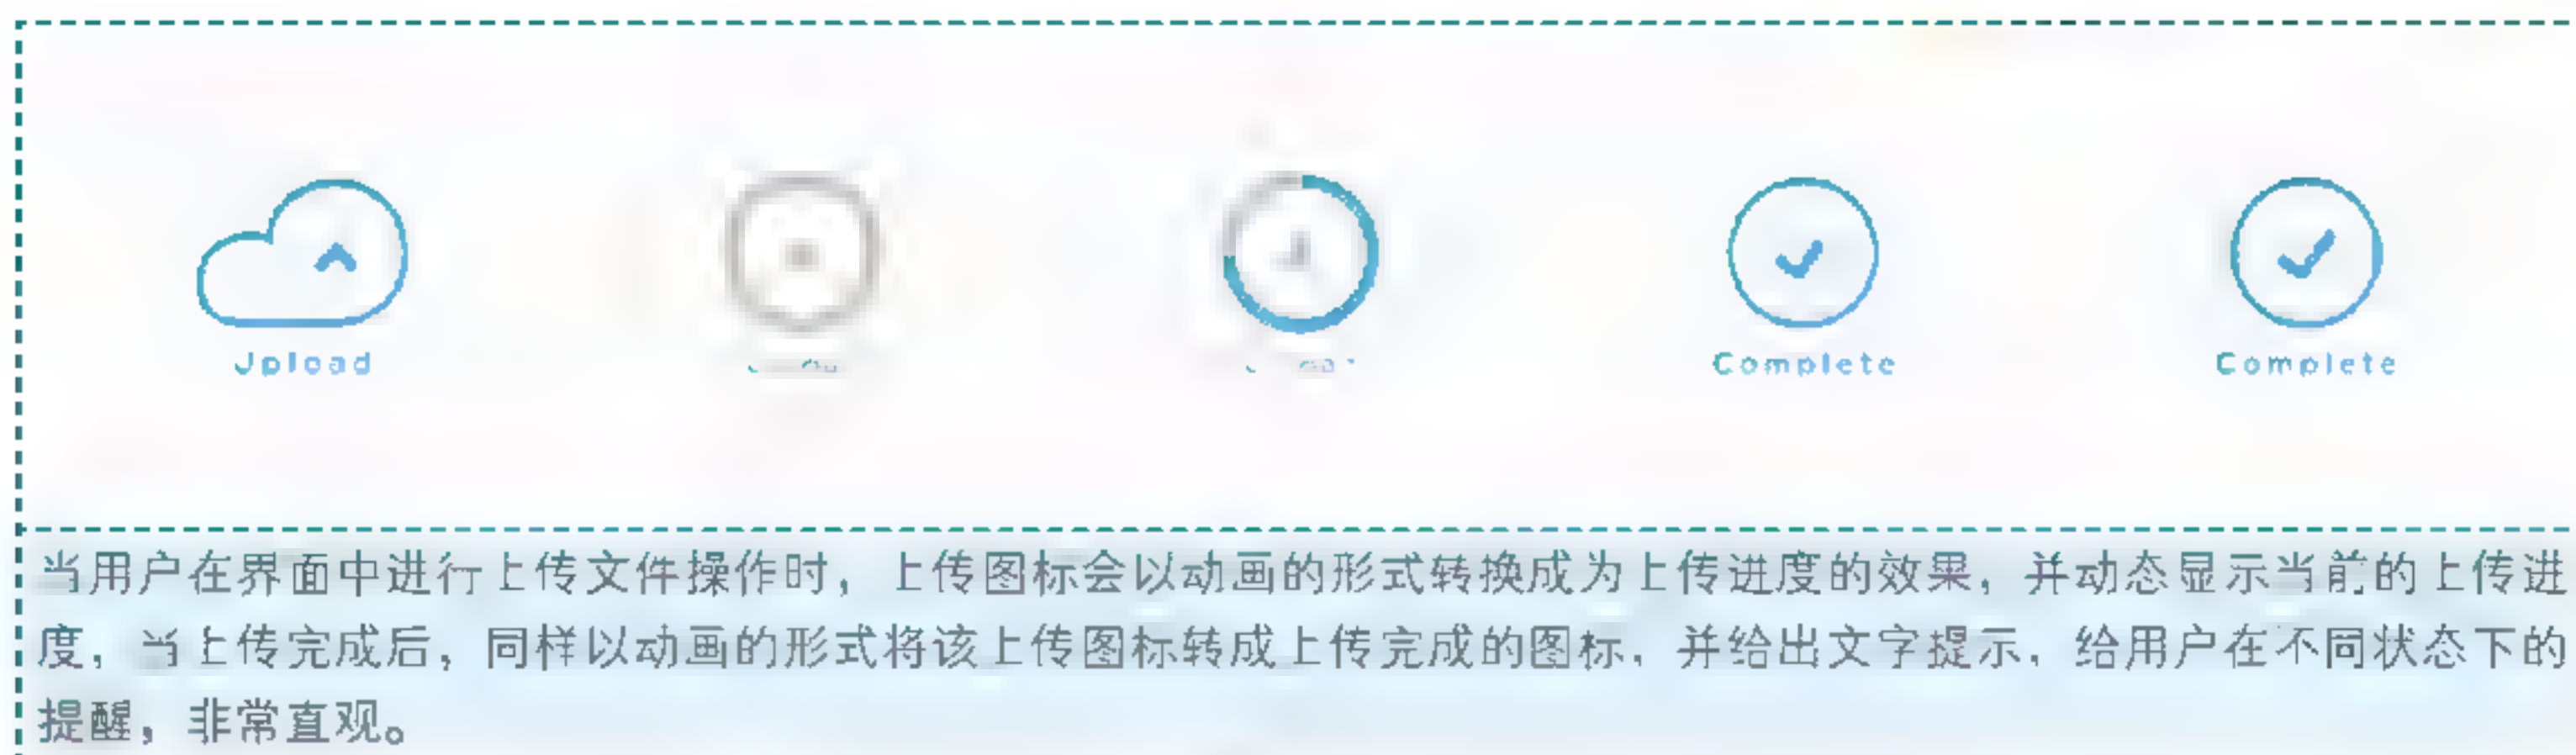 Upload
Complete
Complete
当用户在界面中进行上传文件操作时，上传图标会以动画的形式转换成为上传进度的效果，并动态显示当前的上传进
度，当上传完成后，同样以动画的形式将该上传图标转成上传完成的图标，并给出文字提示，给用户在不同状态下的
提醒，非常直观。